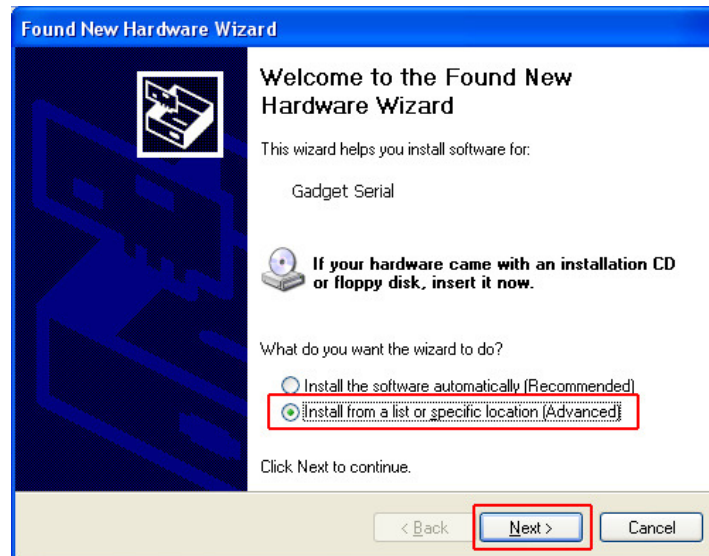 Found New Hardware Wizard
Welcome to the Found New
Hardware Wizard
This wizard helps you install software for:
Gadget Serial
If your hardware came with an installation CD
or floppy disk, insert it now.
What do you want the wizard to do?
Install the software automatically (Recommended)
Install from a list or specific location (Advanced)
Click Next to continue.
< Back Next > Cancel